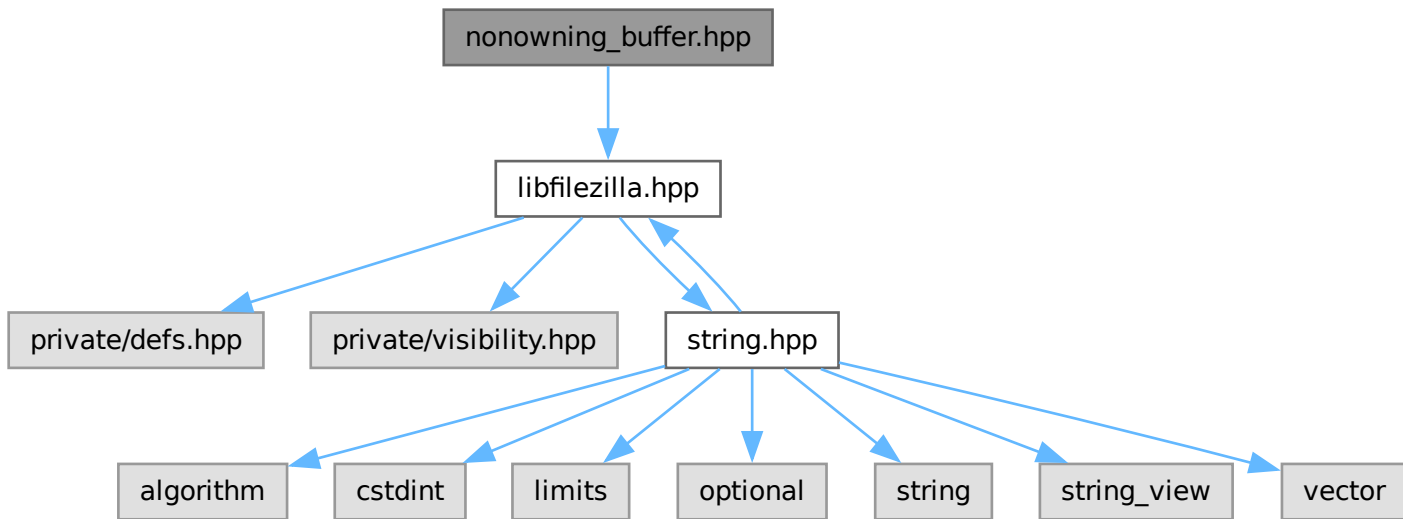 nonowning_buffer.hpp
libfilezilla.hpp
private/defs.hpp
private/visibility.hpp
string.hpp
algorithm
cstdint
limits
optional
string
string_view
vector